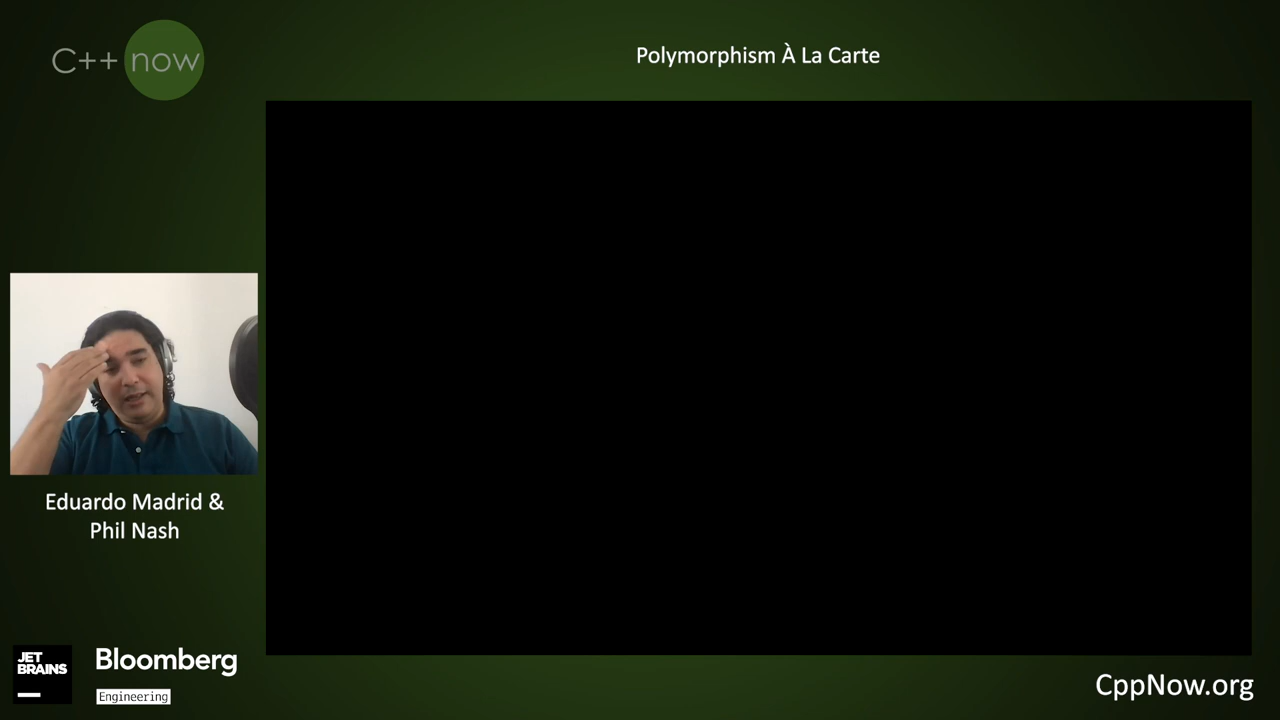 C++ now
Polymorphism À La Carte
Eduardo Madrid &
Phil Nash
JET
BRAINS
Bloomberg
Engineering
CppNow.org